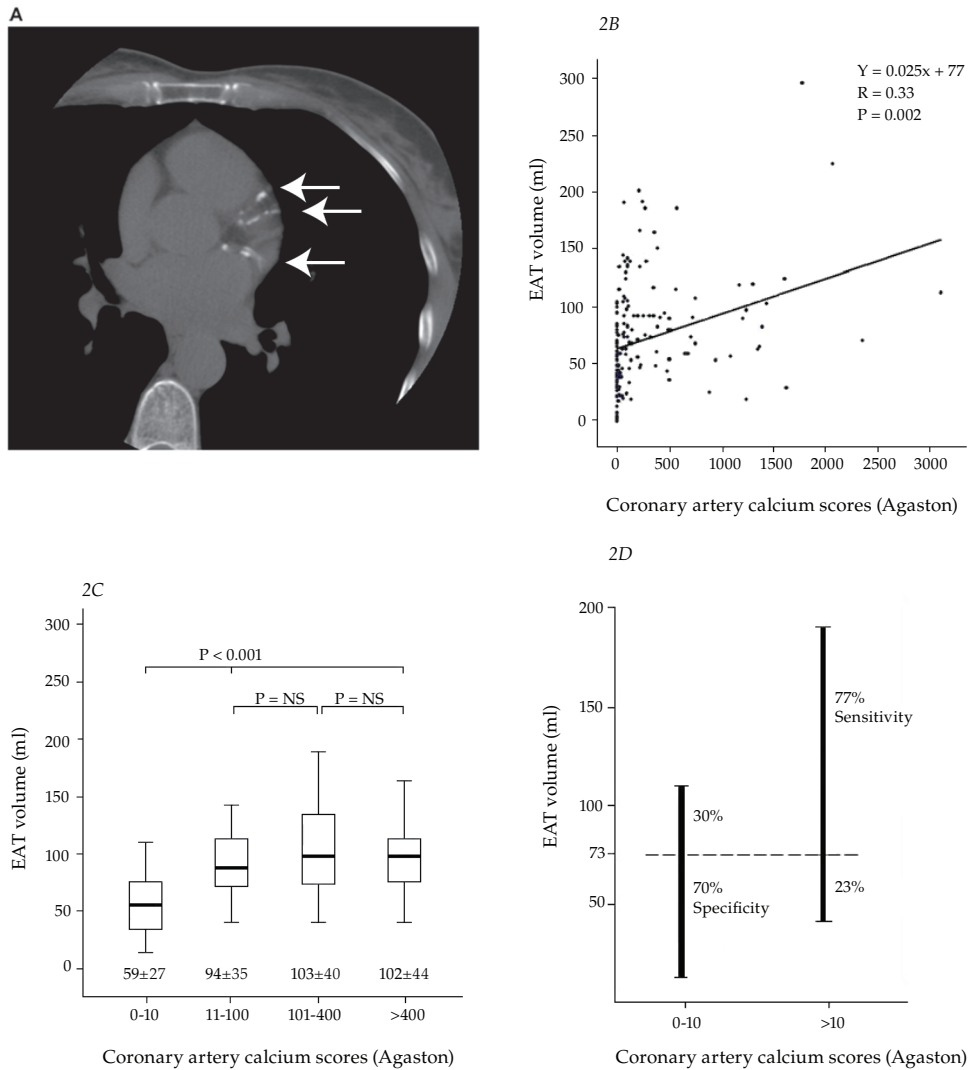 A
2B
Y = 0.025x + 77
R = 0.33
P = 0.002
300
250
200
150
100
50
0
EAT volume (ml)
0 500 1000 1500 2000 2500 3000
Coronary artery calcium scores (Agaston)
2C
300
250
200
150
100
50
0
EAT volume (ml)
P < 0.001
P = NS P = NS
59±27 94±35 103±40 102±44
0-10 11-100 101-400 >400
Coronary artery calcium scores (Agaston)
2D
200
150
100
73
50
EAT volume (ml)
77%
Sensitivity
30%
70%
Specificity
23%
0-10 >10
Coronary artery calcium scores (Agaston)